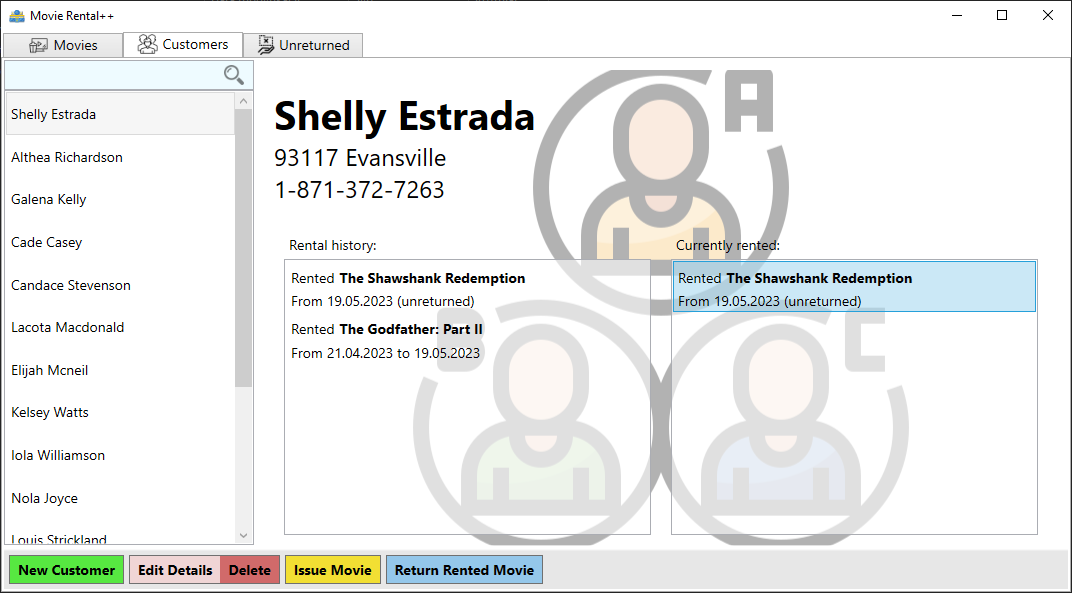 Movie Rental++
Movies
Customers
Unreturned
Shelly Estrada
Althea Richardson
Galena Kelly
Cade Casey
Candace Stevenson
Lacota Macdonald
Elijah Mcneil
Kelsey Watts
Iola Williamson
Nola Joyce
Louis Strickland
A
Shelly Estrada
93117 Evansville
1-871-372-7263
Rental history:
Rented The Shawshank Redemption
From 19.05.2023 (unreturned)
Rented The Godfather: Part II
From 21.04.2023 to 19.05.2023
Currently rented:
Rented The Shawshank Redemption
From 19.05.2023 (unreturned)
B
C
New Customer
Edit Details
Delete
Issue Movie
Return Rented Movie